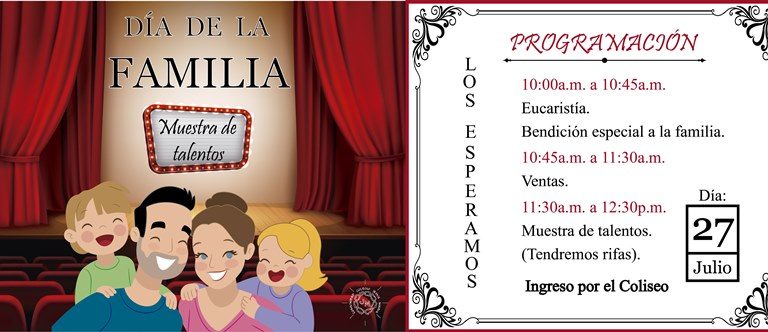 DÍA DE LA
FAMILIA
Muestra de
talentos
PROGRAMACIÓN
LOS ESPERAMOS
10:00a.m. a 10:45a.m.
Eucaristía.
Bendición especial a la familia.
10:45a.m. a 11:30a.m.
Ventas.
11:30a.m. a 12:30p.m.
Muestra de talentos.
(Tendremos rifas).
Ingreso por el Coliseo
Día:
27
Julio